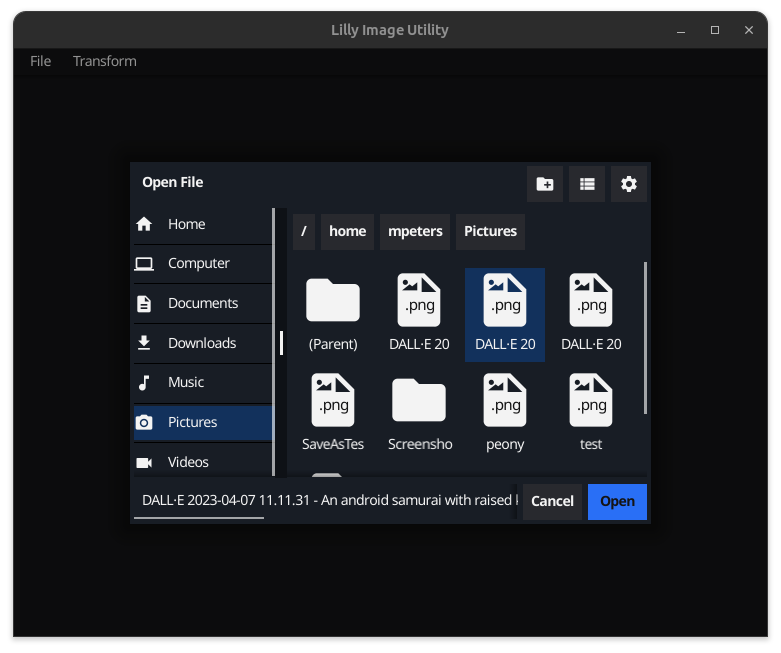 Lilly Image Utility
File Transform
Open File
Home
Computer
Documents
Downloads
Music
Pictures
Videos
/ home mpeters Pictures
.png .png .png
(Parent) DALL·E 20 DALL·E 20 DALL·E 20
.png .png .png
SaveAsTes Screensho peony test
DALL·E 2023-04-07 11.11.31 - An android samurai with raised
Cancel Open